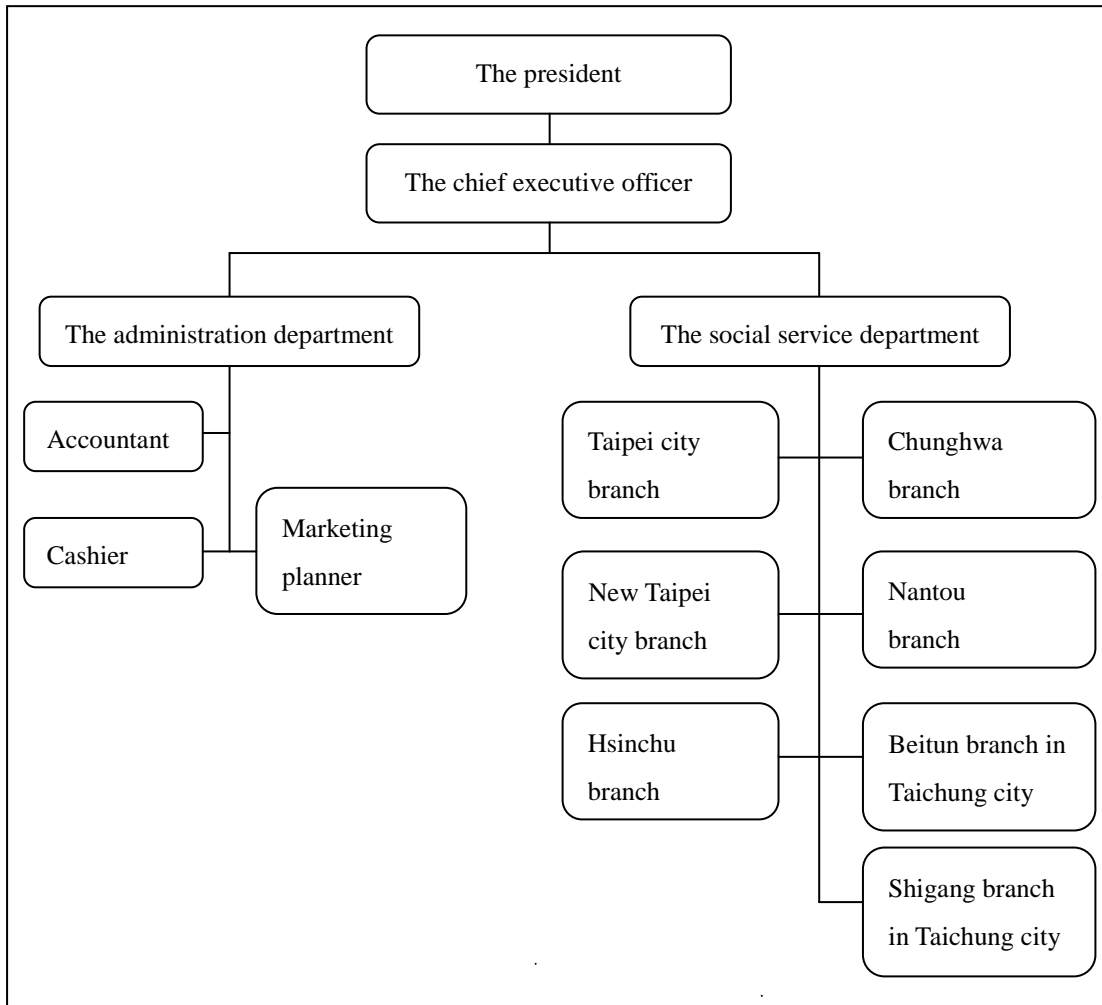 The president
The chief executive officer
The administration department
The social service department
Accountant
Cashier
Marketing
planner
Taipei city
branch
Chunghwa
branch
New Taipei
city branch
Nantou
branch
Hsinchu
branch
Beitun branch in
Taichung city
Shigang branch
in Taichung city